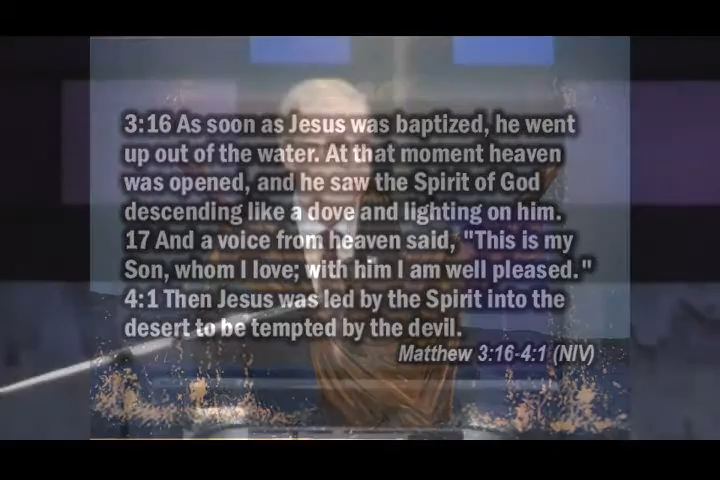 3:16 As soon as Jesus was baptized, he went
up out of the water. At that moment heaven
was opened, and he saw the Spirit of God
descending like a dove and lighting on him.
17 And a voice from heaven said, "This is my
Son, whom I love; with him I am well pleased."
4:1 Then Jesus was led by the Spirit into the
desert to be tempted by the devil.
Matthew 3:16-4:1 (NIV)